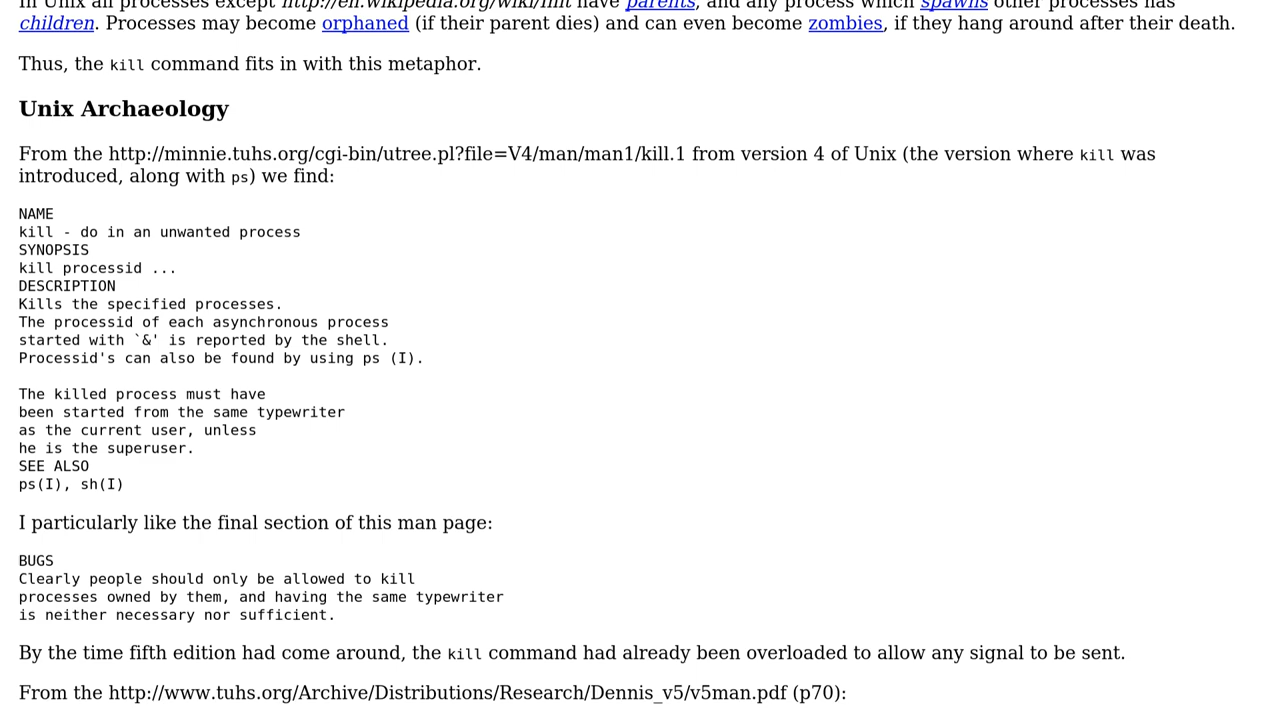 In Unix all processes except http://en.wikipedia.org/wiki/Init have parents, and any process which spawns other processes has
children. Processes may become orphaned (if their parent dies) and can even become zombies, if they hang around after their death.
Thus, the kill command fits in with this metaphor.
Unix Archaeology
From the http://minnie.tuhs.org/cgi-bin/utree.pl?file=V4/man/man1/kill.1 from version 4 of Unix (the version where kill was
introduced, along with ps) we find:
NAME
kill - do in an unwanted process
SYNOPSIS
kill processid ...
DESCRIPTION
Kills the specified processes.
The processid of each asynchronous process
started with `&' is reported by the shell.
Processid's can also be found by using ps (I).
The killed process must have
been started from the same typewriter
as the current user, unless
he is the superuser.
SEE ALSO
ps(I), sh(I)
I particularly like the final section of this man page:
BUGS
Clearly people should only be allowed to kill
processes owned by them, and having the same typewriter
is neither necessary nor sufficient.
By the time fifth edition had come around, the kill command had already been overloaded to allow any signal to be sent.
From the http://www.tuhs.org/Archive/Distributions/Research/Dennis_v5/v5man.pdf (p70):